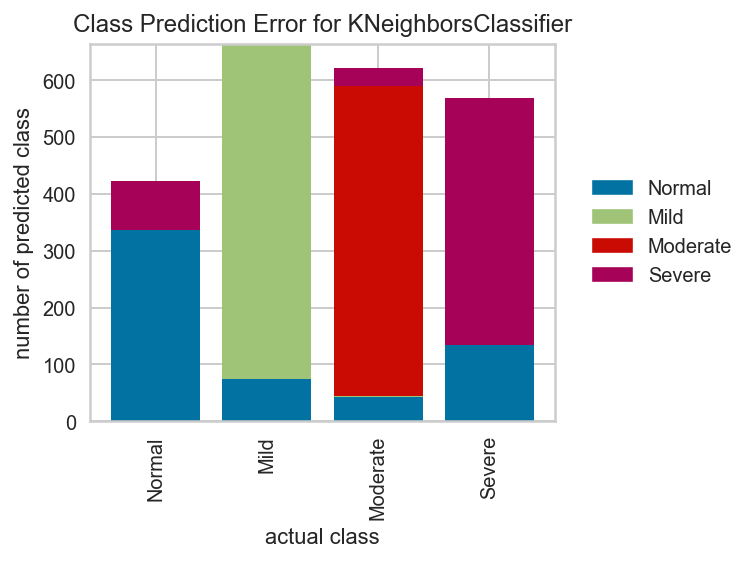 Class Prediction Error for KNeighborsClassifier
number of predicted class
600
500
400
300
200
100
0
Normal
Mild
Moderate
Severe
actual class
Normal
Mild
Moderate
Severe